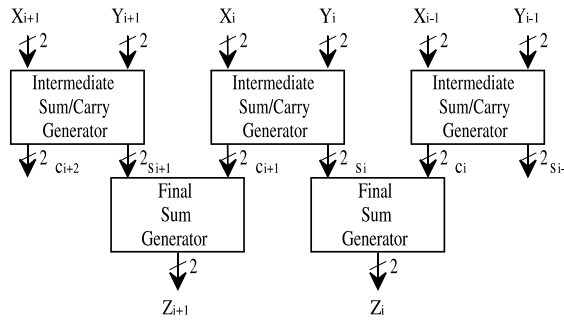 Xi+1 Yi+1 Xi Yi Xi-1 Yi-1
2 2 2 2 2 2
Intermediate Sum/Carry Generator
Intermediate Sum/Carry Generator
Intermediate Sum/Carry Generator
2 ci+2 2 si+1 2 ci+1 2 si 2 ci 2 si-
Final Sum Generator
Final Sum Generator
2 2
Zi+1 Zi